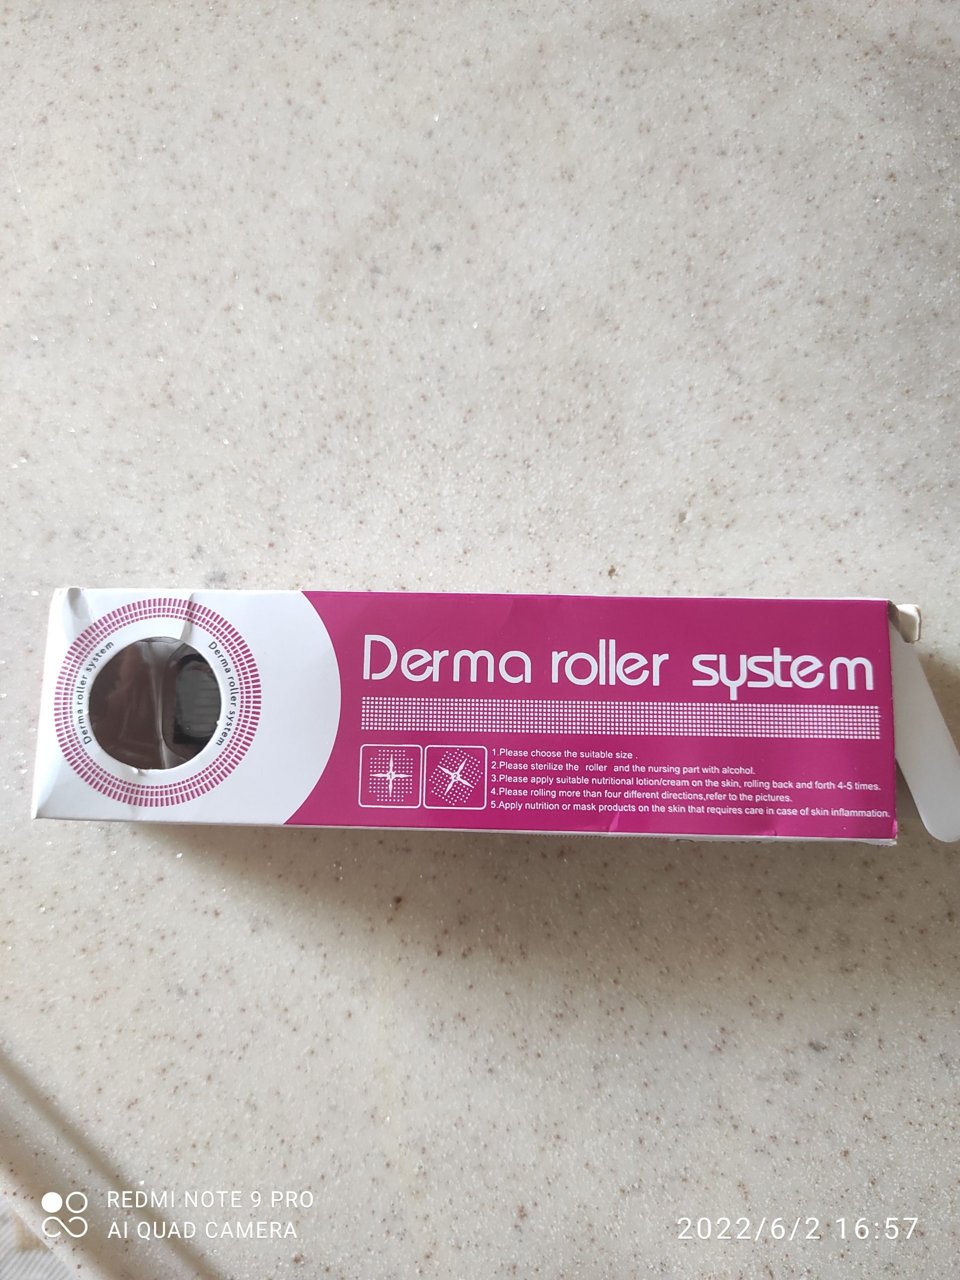 Derma roller system
Derma roller system
Derma roller system
1.Please choose the suitable size .
2.Please sterilize the roller and the nursing part with alcohol.
3.Please apply suitable nutritional lotion/cream on the skin, rolling back and forth 4-5 times.
4.Please rolling more than four different directions,refer to the pictures.
5.Apply nutrition or mask products on the skin that requires care in case of skin inflammation.
REDMI NOTE 9 PRO
AI QUAD CAMERA
2022/6/2 16:57